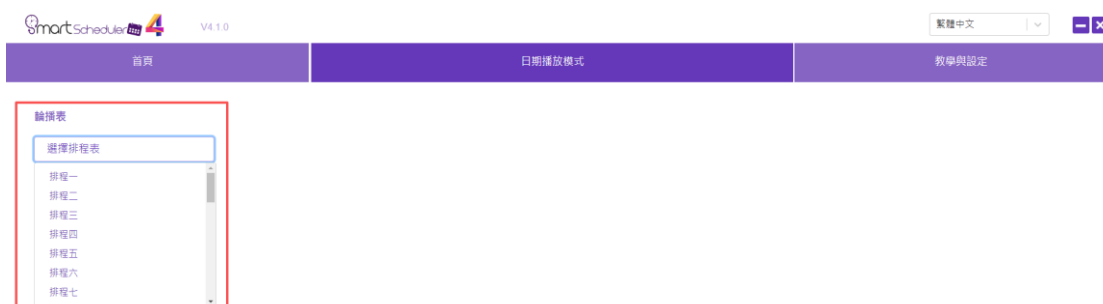 Smart Scheduler 4 V4.1.0 繁體中文
首頁 日期播放模式 教學與設定
輪播表
選擇排程表
排程一
排程二
排程三
排程四
排程五
排程六
排程七